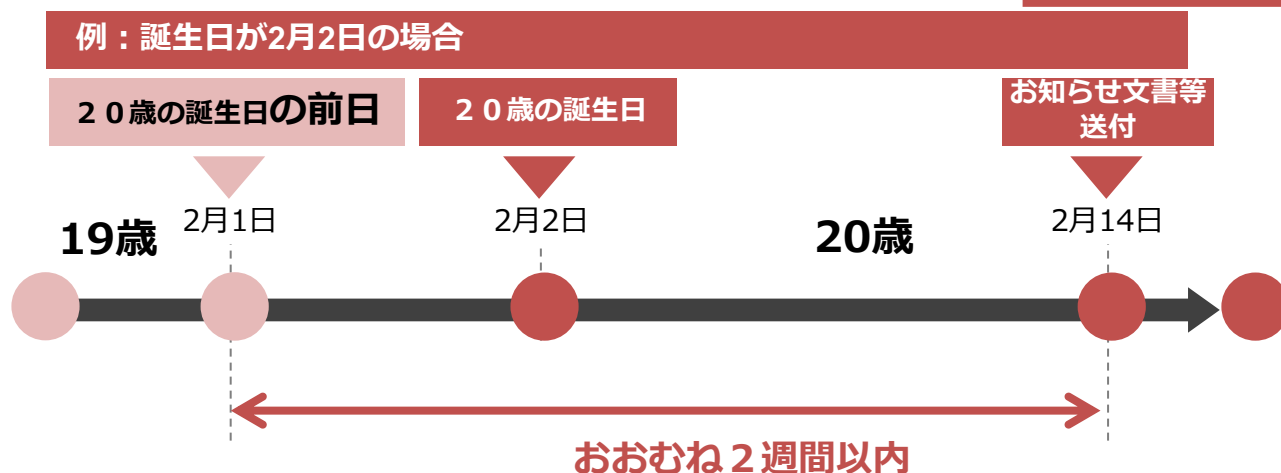 例：誕生日が2月2日の場合
２０歳の誕生日の前日
２０歳の誕生日
お知らせ文書等
送付
19歳
2月1日
2月2日
20歳
2月14日
おおむね２週間以内